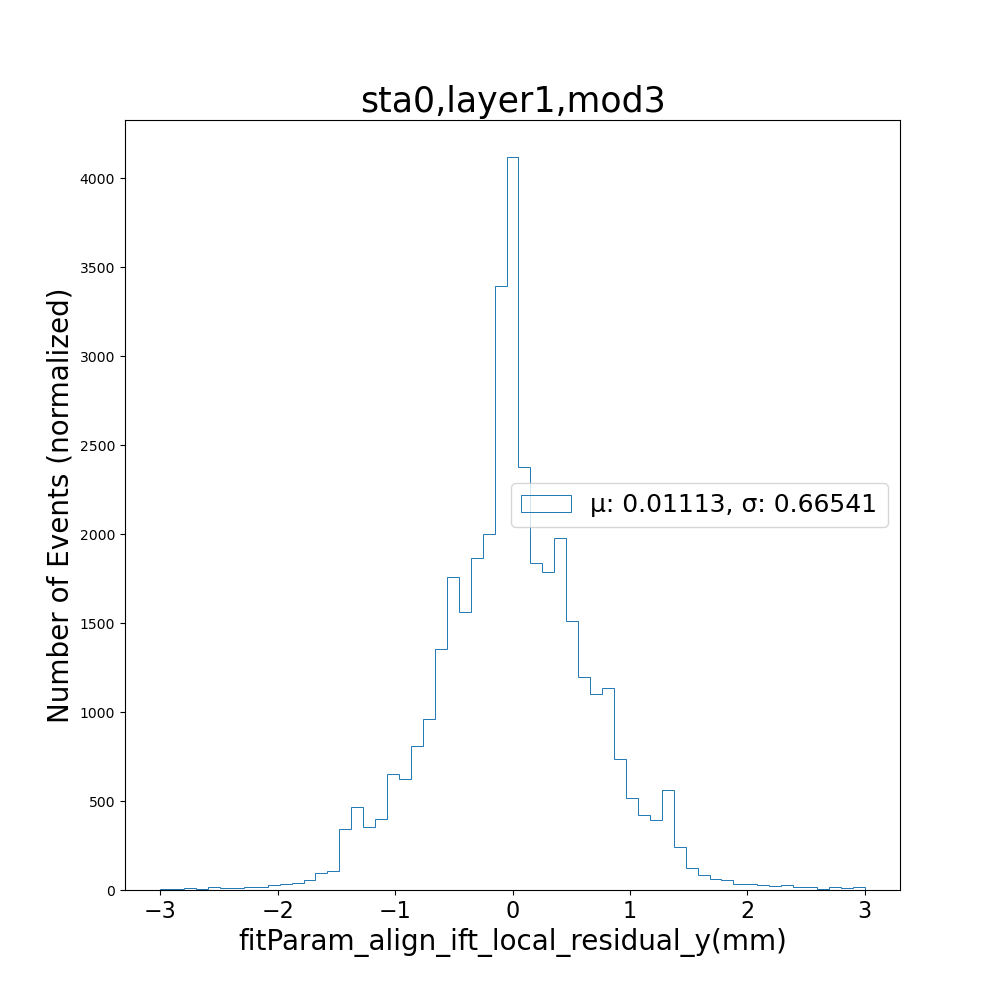 sta0,layer1,mod3
Number of Events (normalized)
4000
3500
3000
2500
2000
1500
1000
500
0
μ: 0.01113, σ: 0.66541
−3 −2 −1 0 1 2 3
fitParam_align_ift_local_residual_y(mm)